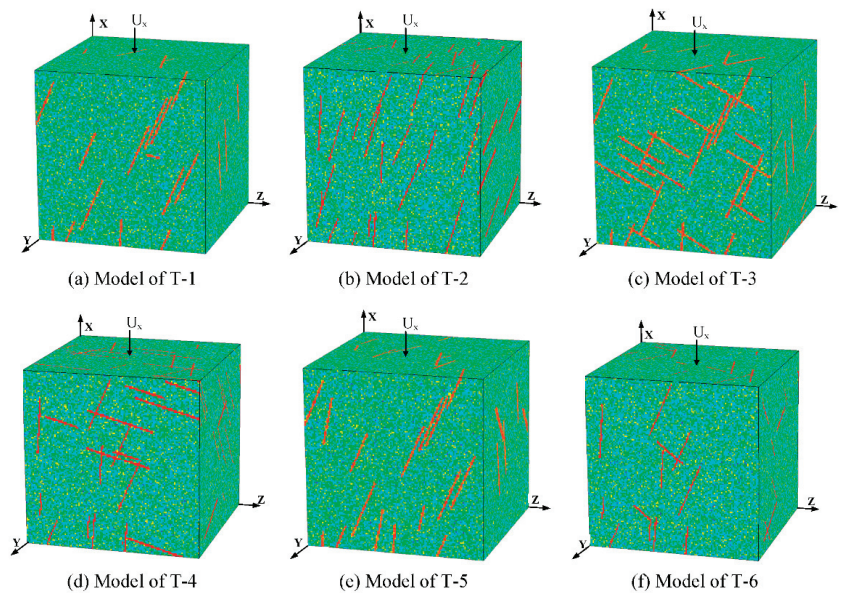 X Uₓ
X Uₓ
X Uₓ
Z
Z
Z
Y
Y
Y
(a) Model of T-1
(b) Model of T-2
(c) Model of T-3
X Uₓ
X Uₓ
X Uₓ
Z
Z
Z
Y
Y
Y
(d) Model of T-4
(e) Model of T-5
(f) Model of T-6